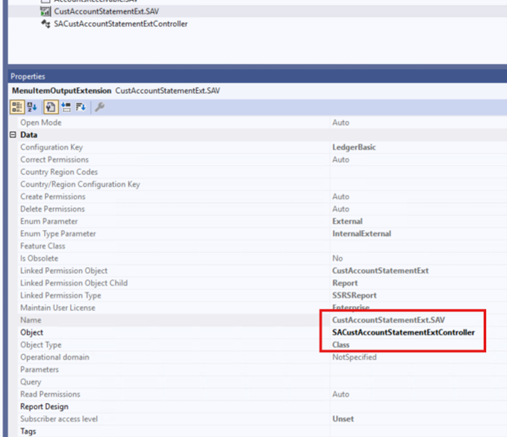 CustAccountStatementExt.SAV
SACustAccountStatementExtController
Properties
MenuItemOutputExtension CustAccountStatementExt.SAV
Open Mode Auto
Data
Configuration Key LedgerBasic
Correct Permissions Auto
Country Region Codes
Country/Region Configuration Key
Create Permissions Auto
Delete Permissions Auto
Enum Parameter External
Enum Type Parameter InternalExternal
Feature Class
Is Obsolete No
Linked Permission Object CustAccountStatementExt
Linked Permission Object Child Report
Linked Permission Type SSRSReport
Maintain User License Enterprise
Name CustAccountStatementExt.SAV
Object SACustAccountStatementExtController
Object Type Class
Operational domain NotSpecified
Parameters
Query
Read Permissions Auto
Report Design
Subscriber access level Unset
Tags